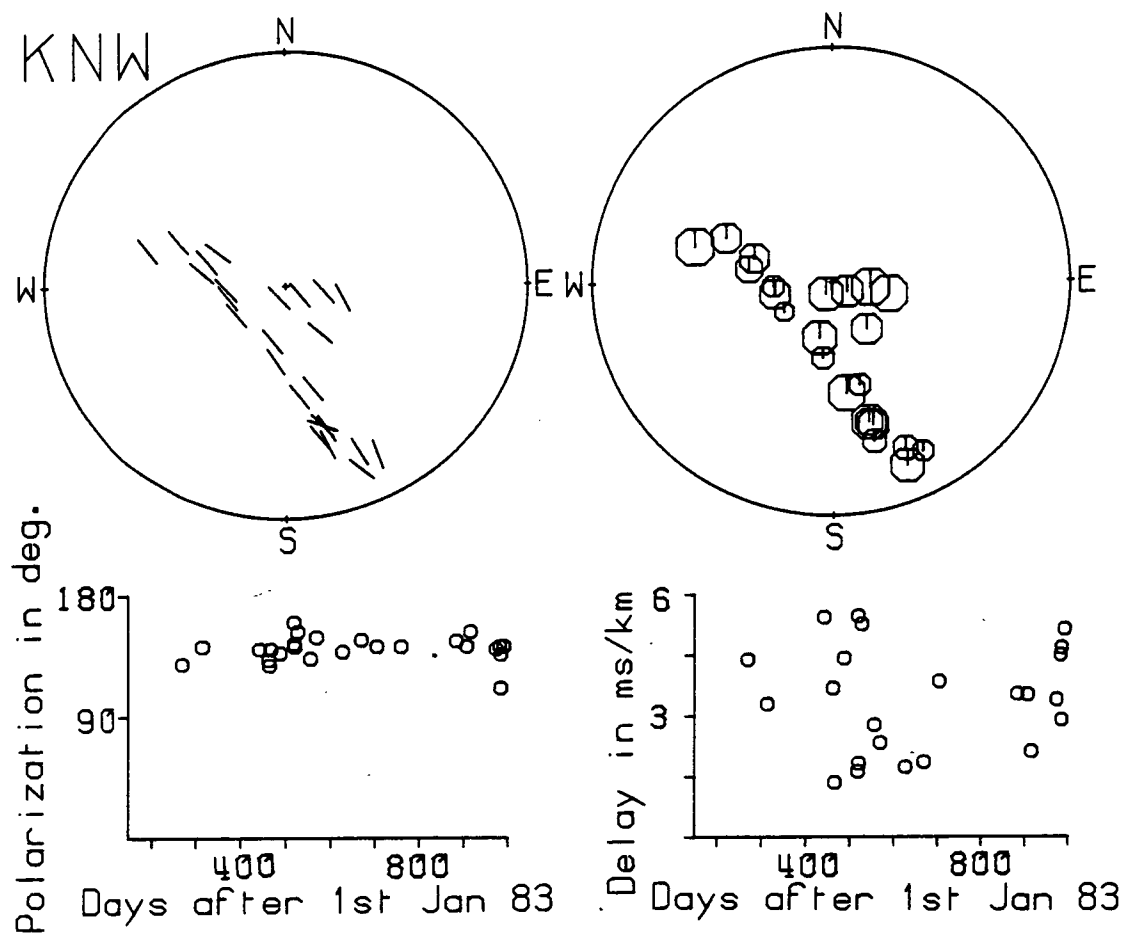 KNW
N
W
E
S
N
W
E
S
Polarization in deg.
180
90
400 800
Days after 1st Jan 83
Delay in ms/km
6
3
400 800
Days after 1st Jan 83